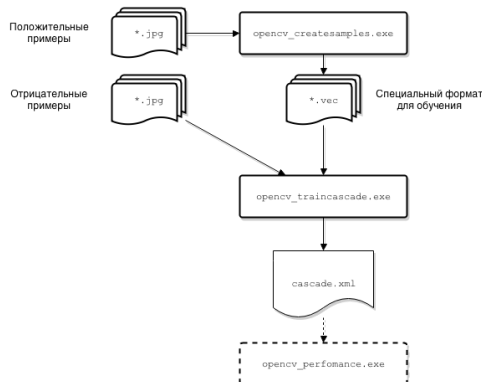 Положительные
примеры
*.jpg
opencv_createsamples.exe
Отрицательные
примеры
*.jpg
*.vec
Специальный формат
для обучения
opencv_traincascade.exe
cascade.xml
opencv_perfomance.exe